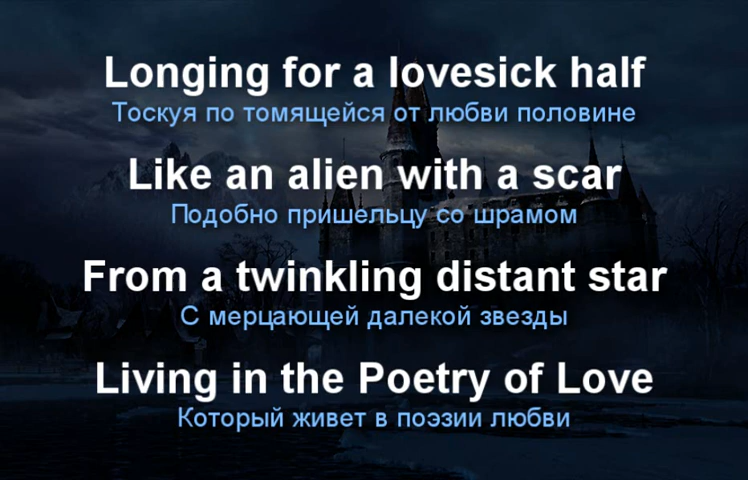 Longing for a lovesick half
Тоскуя по томящейся от любви половине
Like an alien with a scar
Подобно пришельцу со шрамом
From a twinkling distant star
С мерцающей далекой звезды
Living in the Poetry of Love
Который живет в поэзии любви